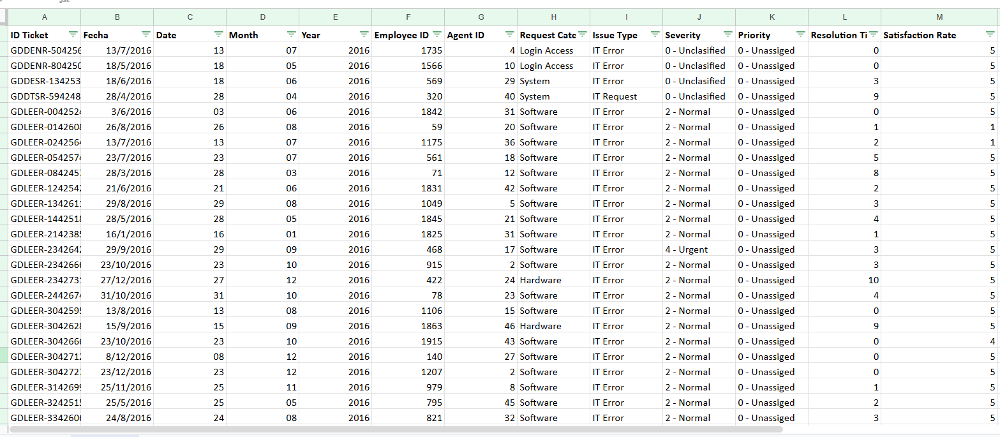 A B C D E F G H I J K L M
ID Ticket Fecha Date Month Year Employee ID Agent ID Request Cate Issue Type Severity Priority Resolution Ti Satisfaction Rate
GDDENR-504256 13/7/2016 13 07 2016 1735 4 Login Access IT Error 0 - Unclasified 0 - Unassiged 0 5
GDDENR-804250 18/5/2016 18 05 2016 1566 10 Login Access IT Error 0 - Unclasified 0 - Unassiged 0 5
GDDESR-134253 18/6/2016 18 06 2016 569 29 System IT Error 0 - Unclasified 0 - Unassiged 3 5
GDDTSR-594248 28/4/2016 28 04 2016 320 40 System IT Request 0 - Unclasified 0 - Unassiged 9 5
GDLEER-004252 3/6/2016 03 06 2016 1842 31 Software IT Error 2 - Normal 0 - Unassiged 0 5
GDLEER-014260 26/8/2016 26 08 2016 59 20 Software IT Error 2 - Normal 0 - Unassiged 1 1
GDLEER-024256 13/7/2016 13 07 2016 1175 36 Software IT Error 2 - Normal 0 - Unassiged 2 1
GDLEER-054257 23/7/2016 23 07 2016 561 18 Software IT Error 2 - Normal 0 - Unassiged 5 5
GDLEER-084245 28/3/2016 28 03 2016 71 12 Software IT Error 2 - Normal 0 - Unassiged 8 5
GDLEER-124254 21/6/2016 21 06 2016 1831 42 Software IT Error 2 - Normal 0 - Unassiged 2 5
GDLEER-134261 29/8/2016 29 08 2016 1049 5 Software IT Error 2 - Normal 0 - Unassiged 3 5
GDLEER-144251 28/5/2016 28 05 2016 1845 21 Software IT Error 2 - Normal 0 - Unassiged 4 5
GDLEER-214238 16/1/2016 16 01 2016 1825 31 Software IT Error 2 - Normal 0 - Unassiged 1 5
GDLEER-234264 29/9/2016 29 09 2016 468 17 Software IT Error 4 - Urgent 0 - Unassiged 3 5
GDLEER-234266 23/10/2016 23 10 2016 915 2 Software IT Error 2 - Normal 0 - Unassiged 3 5
GDLEER-234273 27/12/2016 27 12 2016 422 24 Hardware IT Error 2 - Normal 0 - Unassiged 10 5
GDLEER-244267 31/10/2016 31 10 2016 78 23 Software IT Error 2 - Normal 0 - Unassiged 4 5
GDLEER-304259 13/8/2016 13 08 2016 1106 15 Software IT Error 2 - Normal 0 - Unassiged 0 5
GDLEER-304262 15/9/2016 15 09 2016 1863 46 Hardware IT Error 2 - Normal 0 - Unassiged 9 5
GDLEER-304266 23/10/2016 23 10 2016 1915 43 Software IT Error 2 - Normal 0 - Unassiged 0 4
GDLEER-304271 8/12/2016 08 12 2016 140 27 Software IT Error 2 - Normal 0 - Unassiged 0 5
GDLEER-304272 23/12/2016 23 12 2016 1207 2 Software IT Error 2 - Normal 0 - Unassiged 0 5
GDLEER-314269 25/11/2016 25 11 2016 979 8 Software IT Error 2 - Normal 0 - Unassiged 1 5
GDLEER-324251 25/5/2016 25 05 2016 795 45 Software IT Error 2 - Normal 0 - Unassiged 2 5
GDLEER-334260 24/8/2016 24 08 2016 821 32 Software IT Error 2 - Normal 0 - Unassiged 3 5